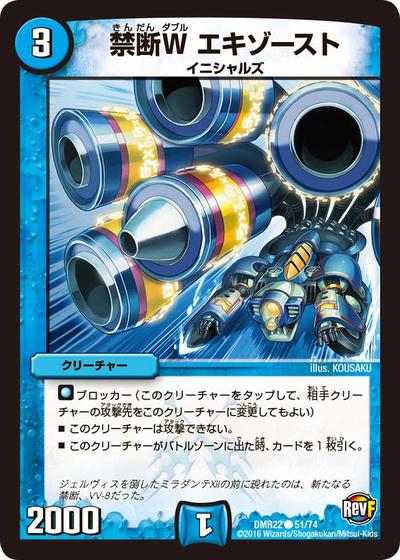 3
きんだん ダブル
禁断W エキゾースト
イニシャルズ
illus. KOUSAKU
クリーチャー
ブロッカー(このクリーチャーをタップして、相手クリー
チャーの攻撃先をこのクリーチャーに変更してもよい)
■ このクリーチャーは攻撃できない。
■ このクリーチャーがバトルゾーンに出た時、カードを1枚引く。
ジェルヴィスを倒したミラダンテXIIの前に現れたのは、新たなる
禁断、VV-8だった。
RevF
DMR22 ● 51/74
©2016 Wizards/Shogakukan/Mitsui-Kids
2000
1